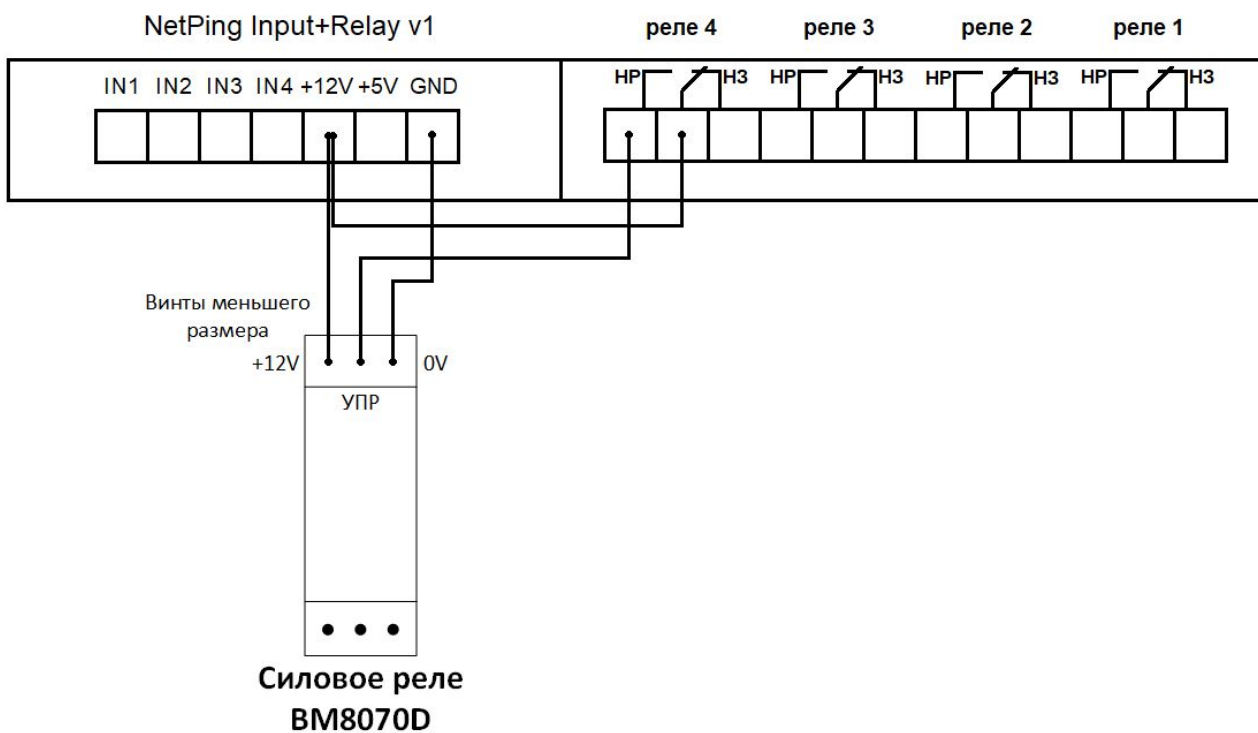 NetPing Input+Relay v1
реле 4 реле 3 реле 2 реле 1
IN1 IN2 IN3 IN4 +12V +5V GND
НР НЗ НР НЗ НР НЗ НР НЗ
Винты меньшего
размера
+12V 0V
УПР
Силовое реле
BM8070D